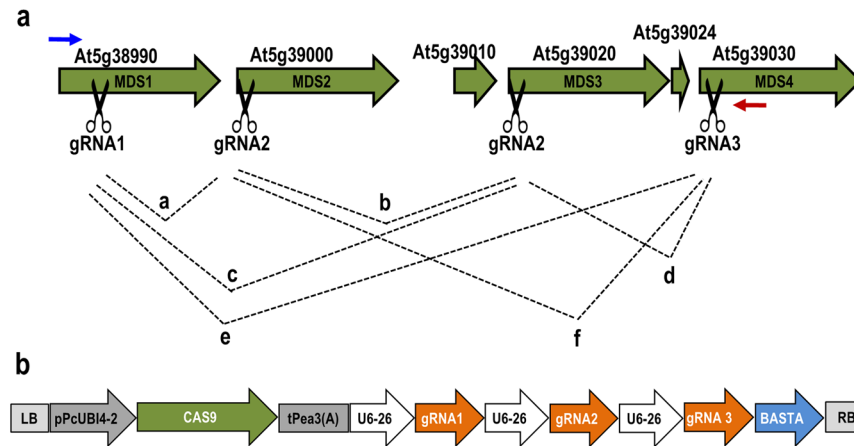 a
At5g38990
At5g39000
At5g39010
At5g39020
At5g39024
At5g39030
MDS1
MDS2
MDS3
MDS4
gRNA1
gRNA2
gRNA2
gRNA3
a
b
c
d
e
f
b
LB
pPcUBI4-2
CAS9
tPea3(A)
U6-26
gRNA1
U6-26
gRNA2
U6-26
gRNA 3
BASTA
RB